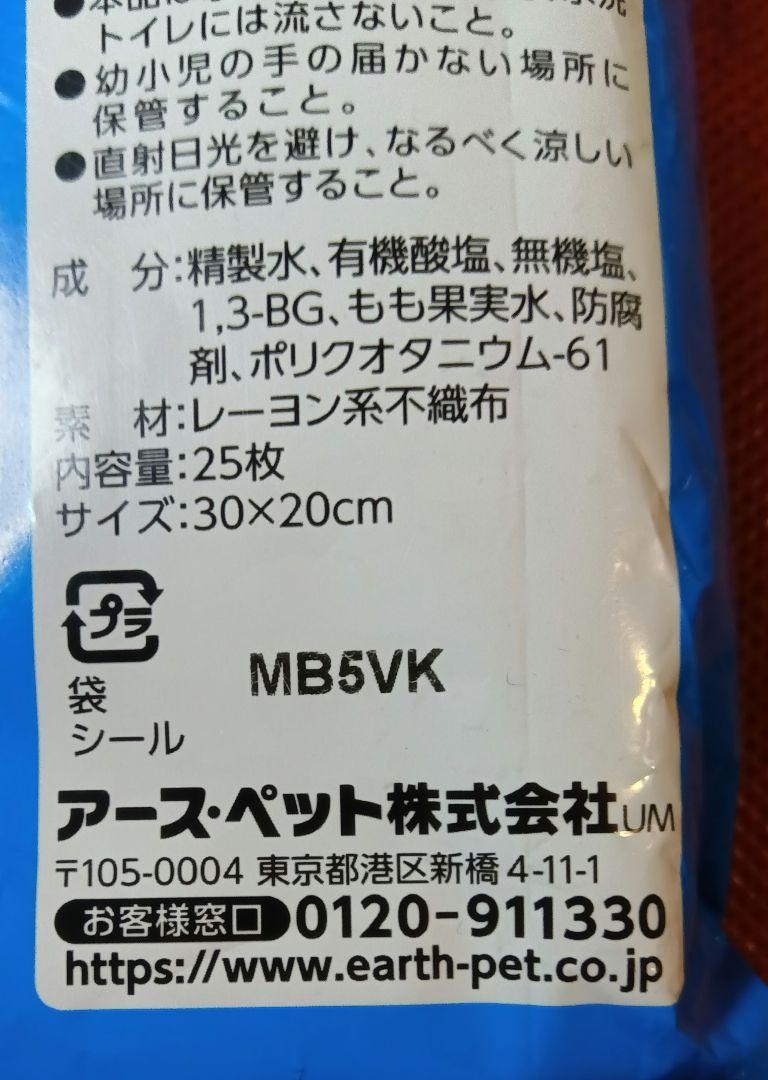 トイレには流さないこと。
●幼小児の手の届かない場所に
保管すること。
●直射日光を避け、なるべく涼しい
場所に保管すること。
成　分:精製水、有機酸塩、無機塩、
1,3-BG、もも果実水、防腐
剤、ポリクオタニウム-61
素　材:レーヨン系不織布
内容量:25枚
サイズ:30×20cm
プラ
MB5VK
袋
シール
アース・ペット株式会社UM
〒105-0004 東京都港区新橋4-11-1
お客様窓口 0120-911330
https://www.earth-pet.co.jp